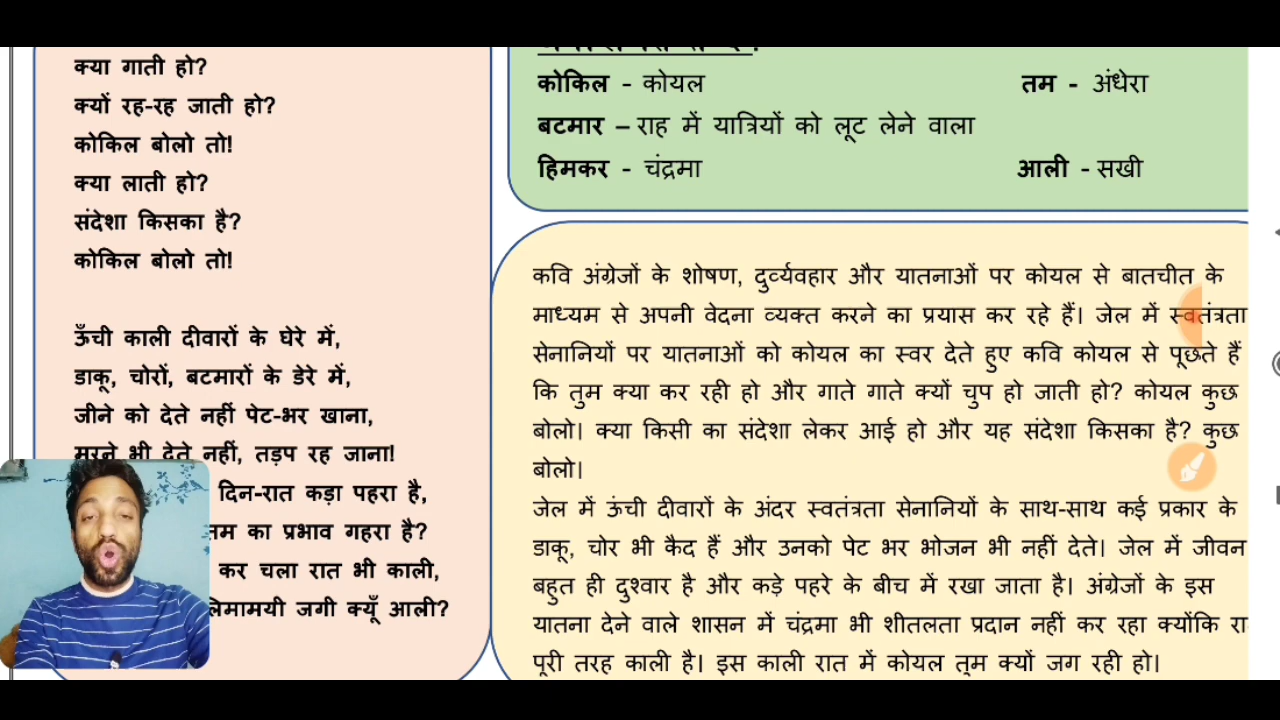 क्या गाती हो?
क्यों रह-रह जाती हो?
कोकिल बोलो तो!
क्या लाती हो?
संदेशा किसका है?
कोकिल बोलो तो!
ऊँची काली दीवारों के घेरे में,
डाकू, चोरों, बटमारों के डेरे में,
जीने को देते नहीं पेट-भर खाना,
मरने भी देते नहीं, तड़प रह जाना!
दिन-रात कड़ा पहरा है,
तम का प्रभाव गहरा है?
कर चला रात भी काली,
जगी क्यूँ आली?
कोकिल - कोयल
तम - अंधेरा
बटमार – राह में यात्रियों को लूट लेने वाला
हिमकर - चंद्रमा
आली - सखी
कवि अंग्रेजों के शोषण, दुर्व्यवहार और यातनाओं पर कोयल से बातचीत के
माध्यम से अपनी वेदना व्यक्त करने का प्रयास कर रहे हैं। जेल में स्वतंत्रता
सेनानियों पर यातनाओं को कोयल का स्वर देते हुए कवि कोयल से पूछते हैं
कि तुम क्या कर रही हो और गाते गाते क्यों चुप हो जाती हो? कोयल कुछ
बोलो। क्या किसी का संदेशा लेकर आई हो और यह संदेशा किसका है? कुछ
बोलो।
जेल में ऊंची दीवारों के अंदर स्वतंत्रता सेनानियों के साथ-साथ कई प्रकार के
डाकू, चोर भी कैद हैं और उनको पेट भर भोजन भी नहीं देते। जेल में जीवन
बहुत ही दुश्वार है और कड़े पहरे के बीच में रखा जाता है। अंग्रेजों के इस
यातना देने वाले शासन में चंद्रमा भी शीतलता प्रदान नहीं कर रहा क्योंकि
पूरी तरह काली है। इस काली रात में कोयल तुम क्यों जग रही हो।